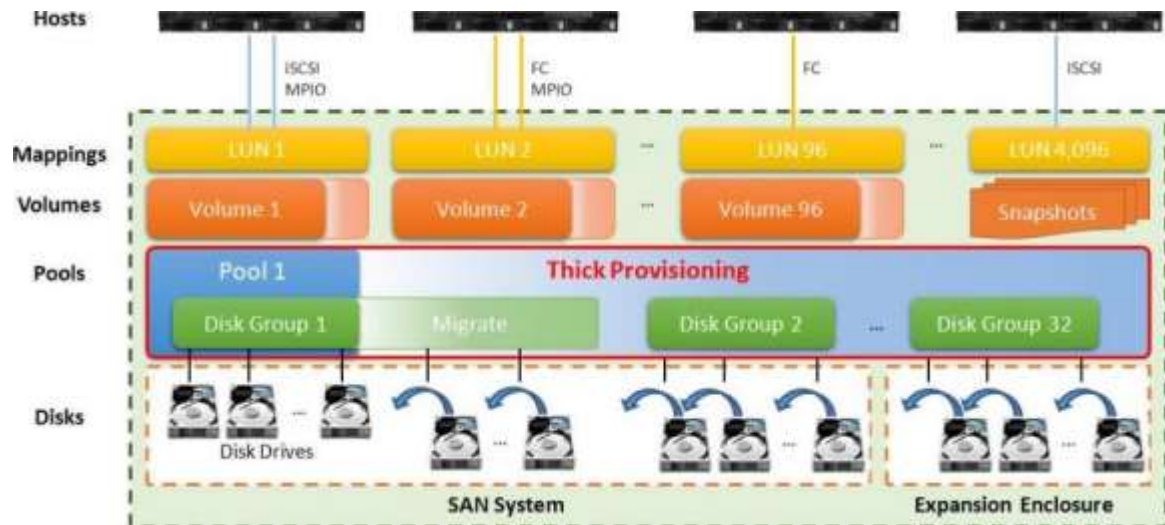 Hosts
iSCSI
MPIO
FC
MPIO
FC
iSCSI
Mappings
LUN 1
LUN 2
...
LUN 96
...
LUN 4,096
Volumes
Volume 1
Volume 2
...
Volume 96
Snapshots
Pools
Pool 1
Thick Provisioning
Disk Group 1
Migrate
Disk Group 2
...
Disk Group 32
Disks
...
...
...
...
Disk Drives
SAN System
Expansion Enclosure